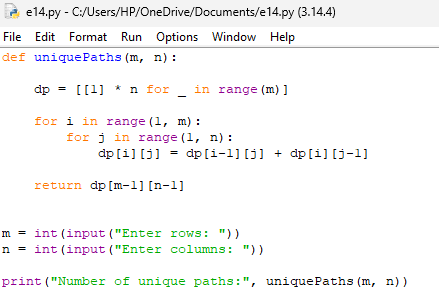 e14.py - C:/Users/HP/OneDrive/Documents/e14.py (3.14.4)
File Edit Format Run Options Window Help
def uniquePaths(m, n):
    dp = [[1] * n for _ in range(m)]
    for i in range(1, m):
        for j in range(1, n):
            dp[i][j] = dp[i-1][j] + dp[i][j-1]
    return dp[m-1][n-1]
m = int(input("Enter rows: "))
n = int(input("Enter columns: "))
print("Number of unique paths:", uniquePaths(m, n))